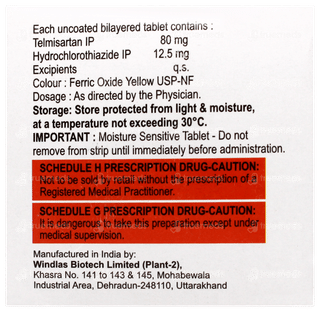 Each uncoated bilayered tablet contains :
Telmisartan IP 80 mg
Hydrochlorothiazide IP 12.5 mg
Excipients q.s.
Colour : Ferric Oxide Yellow USP-NF
Dosage : As directed by the Physician.
Storage: Store protected from light & moisture,
at a temperature not exceeding 30°C.
IMPORTANT : Moisture Sensitive Tablet - Do not
remove from strip until immediately before administration.
SCHEDULE H PRESCRIPTION DRUG-CAUTION:
Not to be sold by retail without the prescription of a
Registered Medical Practitioner.
SCHEDULE G PRESCRIPTION DRUG-CAUTION:
It is dangerous to take this preparation except under
medical supervision.
Manufactured in India by:
Windlas Biotech Limited (Plant-2),
Khasra No. 141 to 143 & 145, Mohabewala
Industrial Area, Dehradun-248110, Uttarakhand